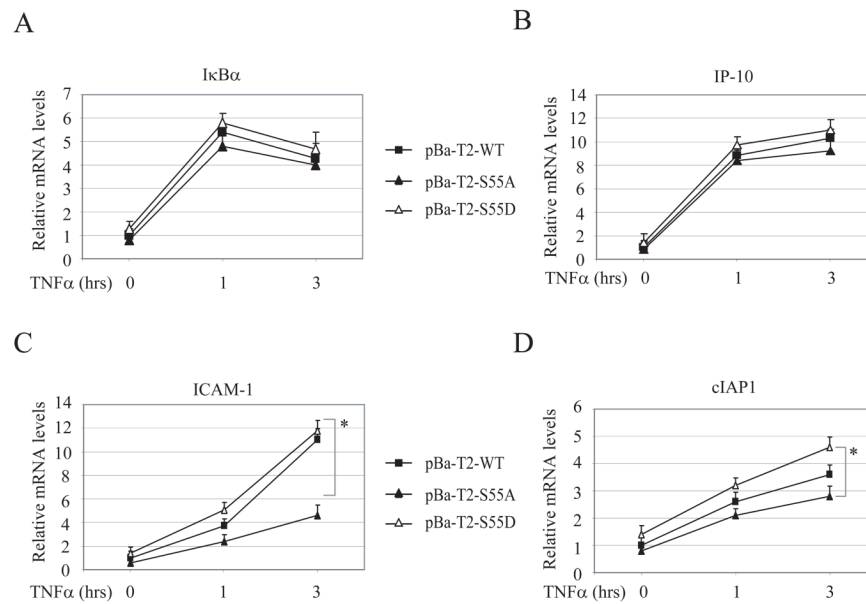 A
IκBα
Relative mRNA levels
7
6
5
4
3
2
1
0
TNFα (hrs) 0 1 3
pBa-T2-WT
pBa-T2-S55A
pBa-T2-S55D
B
IP-10
Relative mRNA levels
14
12
10
8
6
4
2
0
TNFα (hrs) 0 1 3
C
ICAM-1
Relative mRNA levels
14
12
10
8
6
4
2
0
*
TNFα (hrs) 0 1 3
pBa-T2-WT
pBa-T2-S55A
pBa-T2-S55D
D
cIAP1
Relative mRNA levels
6
5
4
3
2
1
0
*
TNFα (hrs) 0 1 3